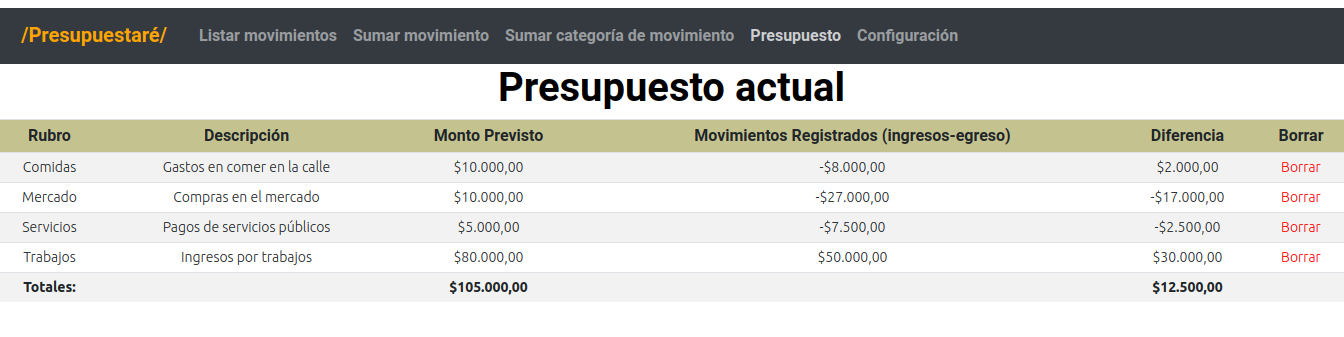 /Presupuestaré/ Listar movimientos Sumar movimiento Sumar categoría de movimiento Presupuesto Configuración
Presupuesto actual
Rubro Descripción Monto Previsto Movimientos Registrados (ingresos-egreso) Diferencia Borrar
Comidas Gastos en comer en la calle $10.000,00 -$8.000,00 $2.000,00 Borrar
Mercado Compras en el mercado $10.000,00 -$27.000,00 -$17.000,00 Borrar
Servicios Pagos de servicios públicos $5.000,00 -$7.500,00 -$2.500,00 Borrar
Trabajos Ingresos por trabajos $80.000,00 $50.000,00 $30.000,00 Borrar
Totales: $105.000,00 $12.500,00